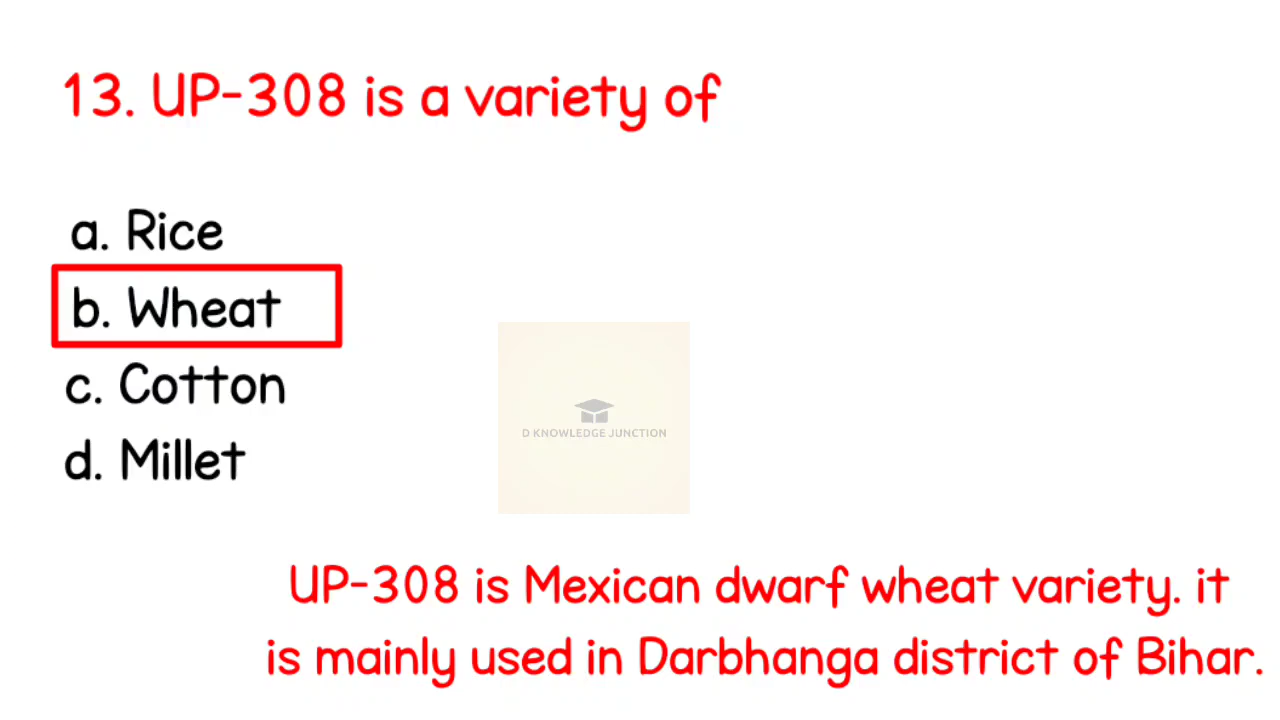 13. UP-308 is a variety of
a. Rice
b. Wheat
c. Cotton
d. Millet
D KNOWLEDGE JUNCTION
UP-308 is Mexican dwarf wheat variety. it
is mainly used in Darbhanga district of Bihar.